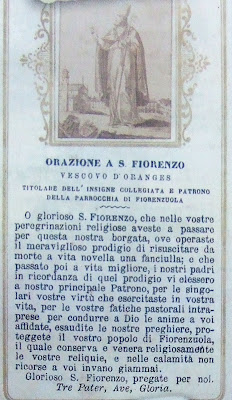 ORAZIONE A S. FIORENZO
VESCOVO D'ORANGES
TITOLADE DELL'INSIGNE COLLEGIATA E PATRONO
DELLA PARROCCHIA DI FIORENZUOLA
O glorioso S. FIORENZO, che nelle vostre
peregrinazioni religiose aveste a passare
per questa nostra borgata, ove operaste
il meraviglioso prodigio di risuscitare da
morte a vita novella una fanciulla; e che
passato poi a vita migliore, i nostri padri
in ricordanza di quel prodigio vi elessero
a nostro principale Patrono, per le singo-
lari vostre virtù che esercitaste in vostra
vita, per le vostre fatiche pastorali intra-
prese per condurre a Dio le anime a voi
affidate, esaudite le nostre preghiere, pro-
teggete il vostro popolo di Fiorenzuola,
il quale conserva e venera religiosamente
le vostre reliquie, e nelle calamità non
ricorse a voi invano giammai.
Glorioso S. Fiorenzo, pregate per noi.
Tre Pater, Ave, Gloria.